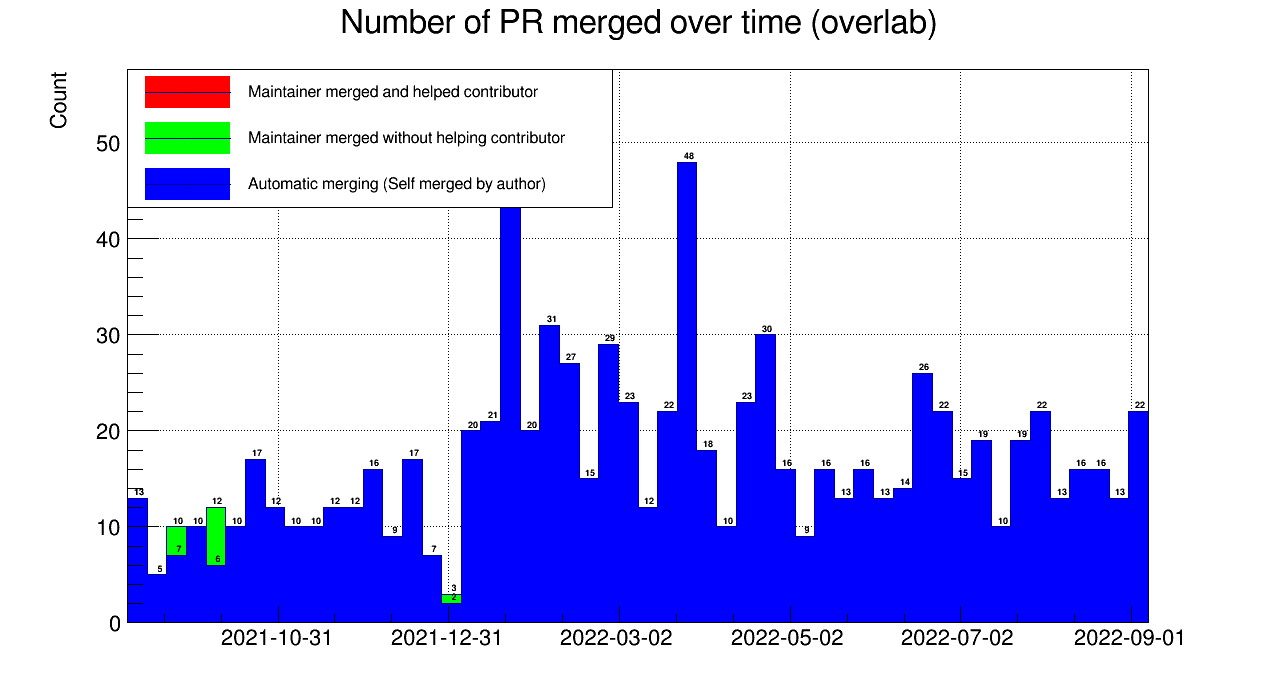 Number of PR merged over time (overlab)
Count
Maintainer merged and helped contributor
Maintainer merged without helping contributor
Automatic merging (Self merged by author)
50
40
30
20
10
0
13 5 10 7 10 12 6 10 17 12 10 10 12 12 16 9 17 7 3 2 20 21 20 31 27 15 29 23 12 22 48 18 10 23 30 16 9 16 13 16 13 14 26 22 15 19 10 19 22 13 16 16 13 22
2021-10-31 2021-12-31 2022-03-02 2022-05-02 2022-07-02 2022-09-01